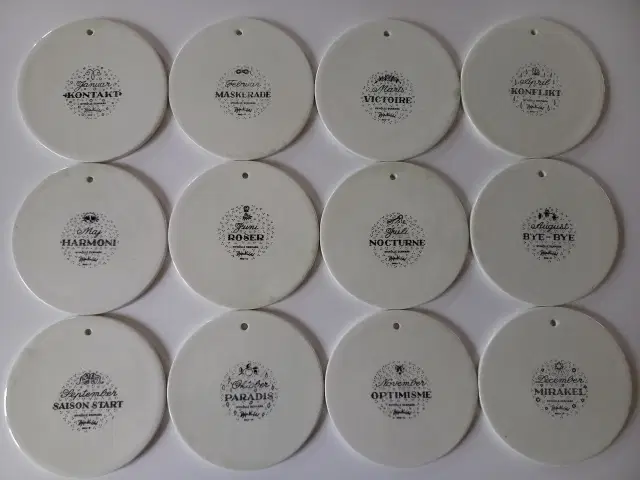 Januar
KONTAKT
Februar
MASKERADE
Marts
VICTOIRE
April
KONFLIKT
Maj
HARMONI
Juni
ROSER
Juli
NOCTURNE
August
BYE-BYE
September
SAISON START
Oktober
PARADIS
November
OPTIMISME
December
MIRAKEL